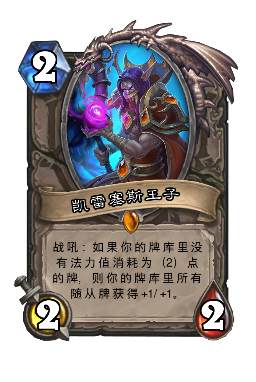 2
凯雷塞斯王子
战吼：如果你的牌库里没
有法力值消耗为（2）点
的牌，则你的牌库里所有
随从牌获得+1/+1。
2
2